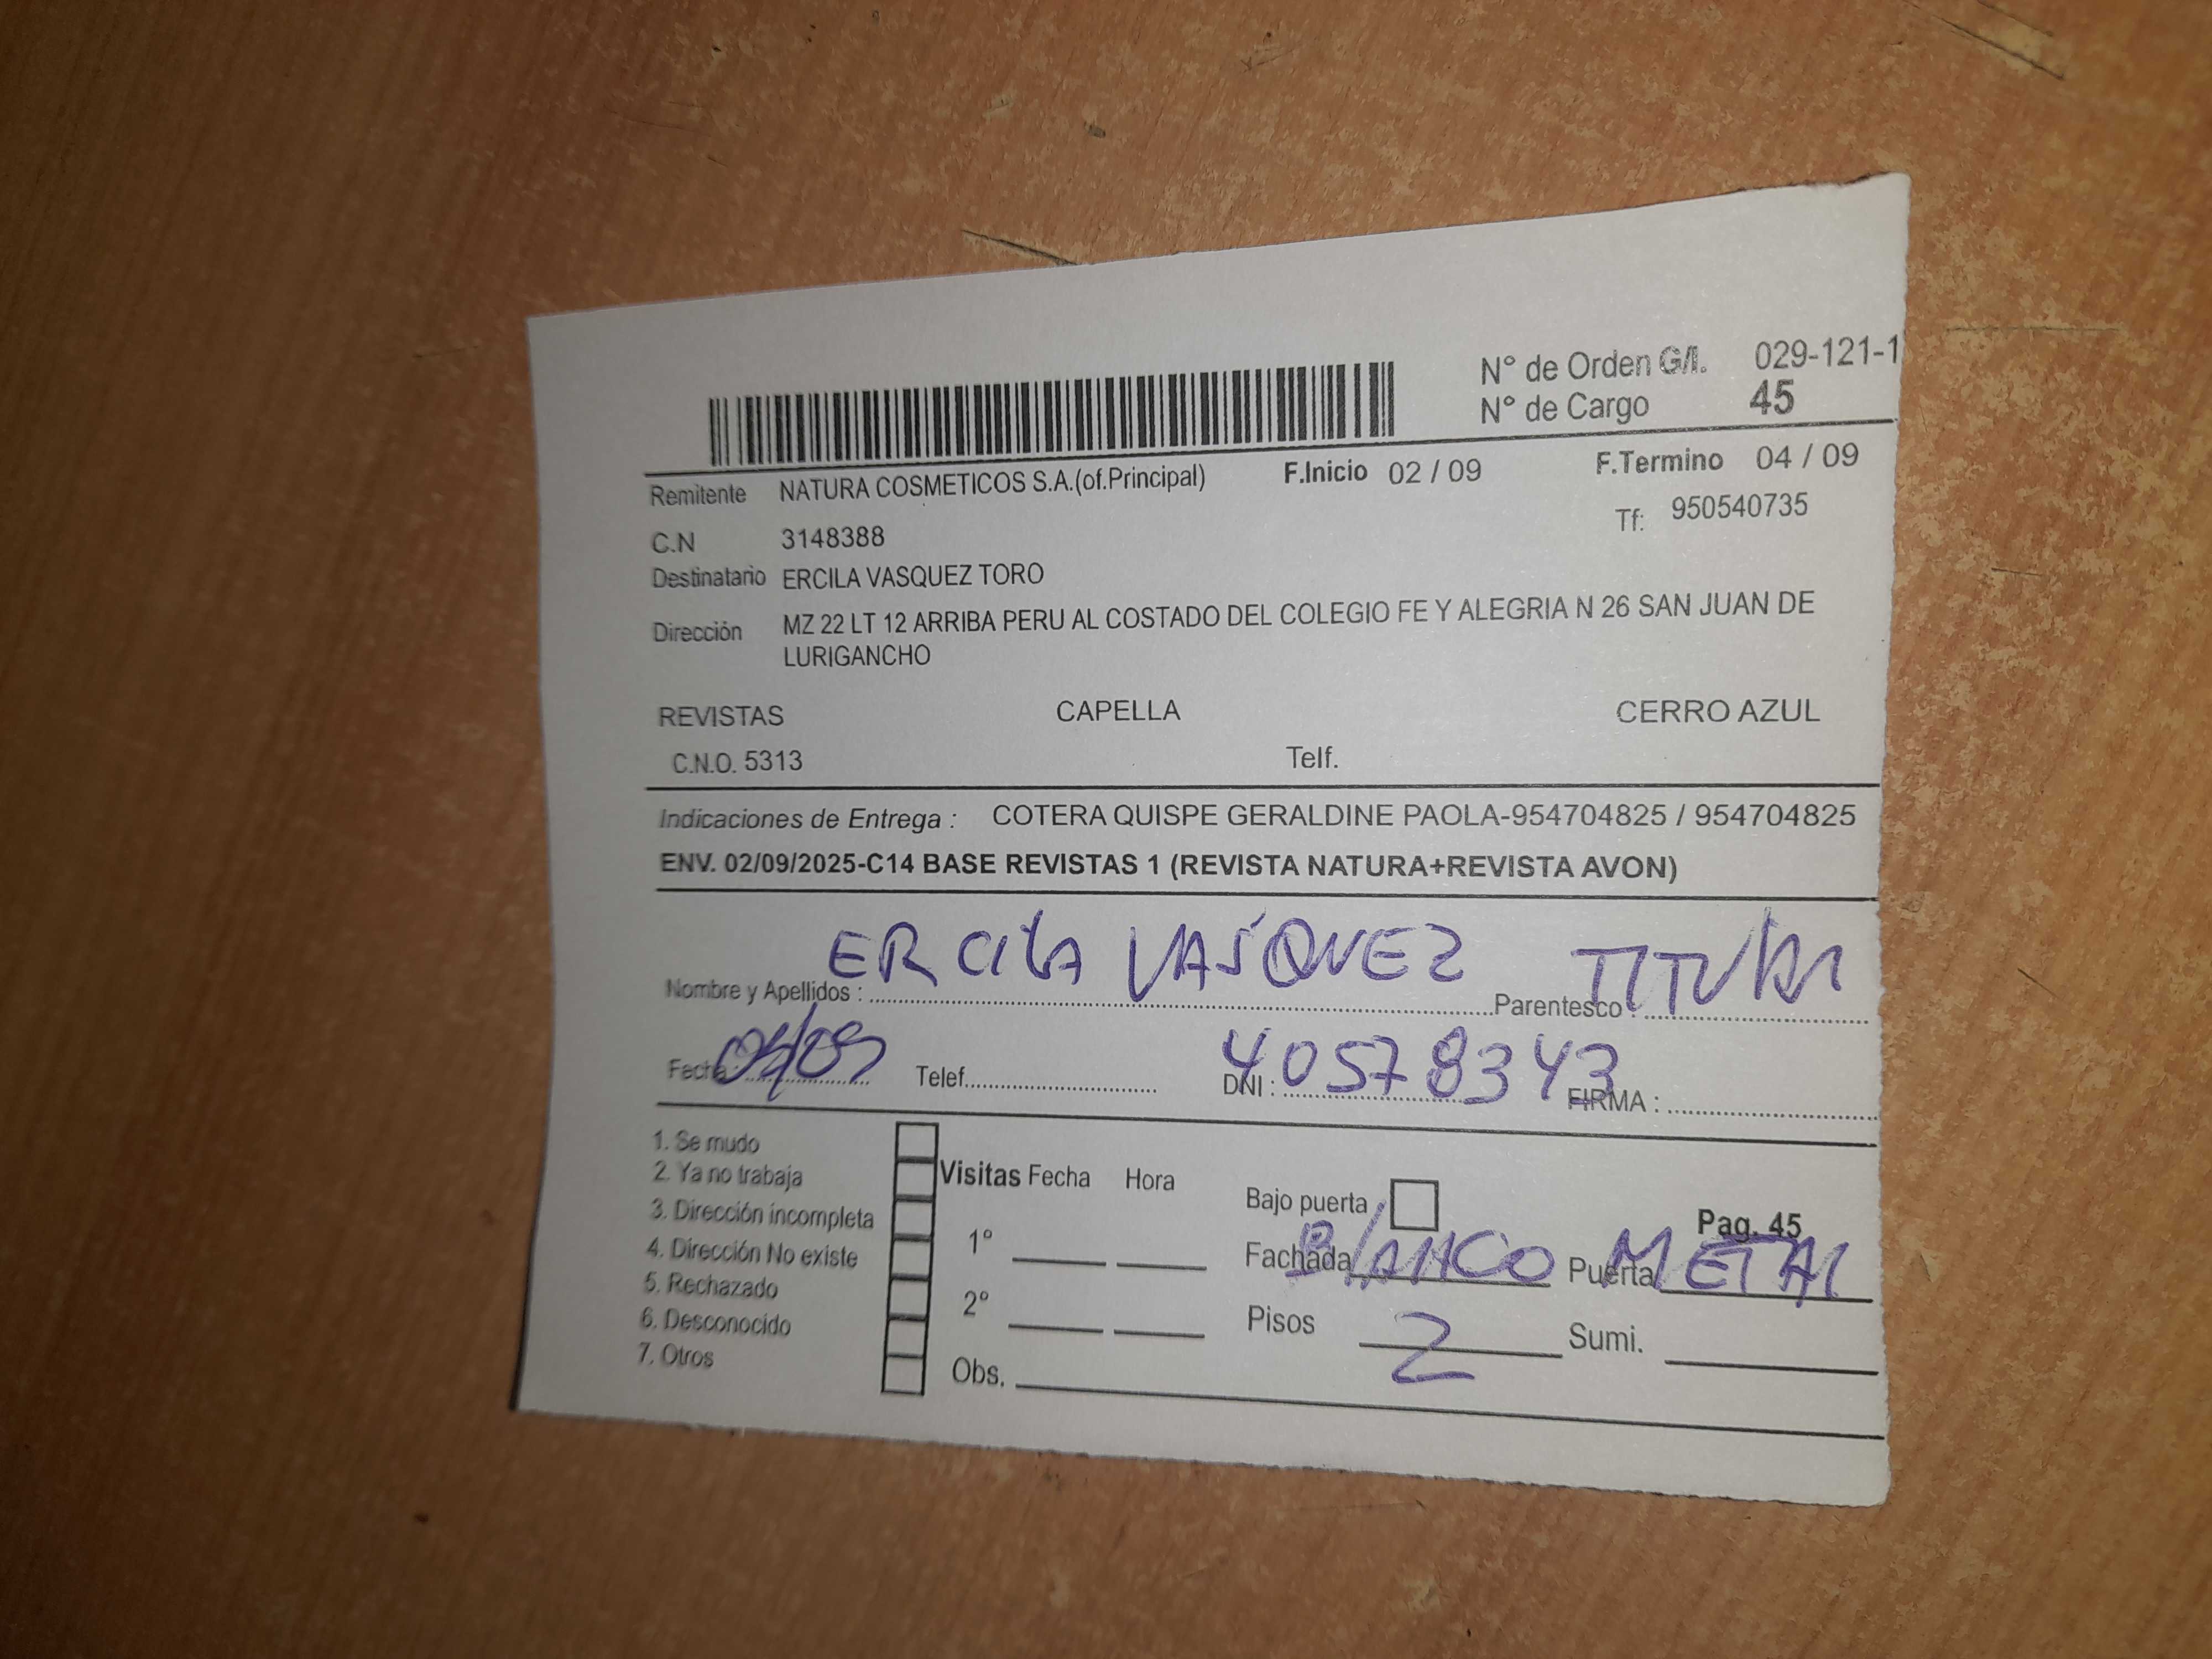 N° de Orden G/I. 029-121-1
N° de Cargo 45
Remitente NATURA COSMETICOS S.A.(of.Principal) F.Inicio 02 / 09 F.Termino 04 / 09
C.N 3148388 Tf: 950540735
Destinatario ERCILA VASQUEZ TORO
Dirección MZ 22 LT 12 ARRIBA PERU AL COSTADO DEL COLEGIO FE Y ALEGRIA N 26 SAN JUAN DE
LURIGANCHO
REVISTAS CAPELLA CERRO AZUL
C.N.O. 5313 Telf.
Indicaciones de Entrega : COTERA QUISPE GERALDINE PAOLA-954704825 / 954704825
ENV. 02/09/2025-C14 BASE REVISTAS 1 (REVISTA NATURA+REVISTA AVON)
Nombre y Apellidos : ERCILA VASQUEZ Parentesco : TITULAR
Fecha : Telef. DNI : 40578343 FIRMA :
1. Se mudo
2. Ya no trabaja
3. Dirección incompleta
4. Dirección No existe
5. Rechazado
6. Desconocido
7. Otros
Visitas Fecha Hora
1°
2°
Obs.
Bajo puerta Pag. 45
Fachada BLANCO Puerta METAL
Pisos 2 Sumi.